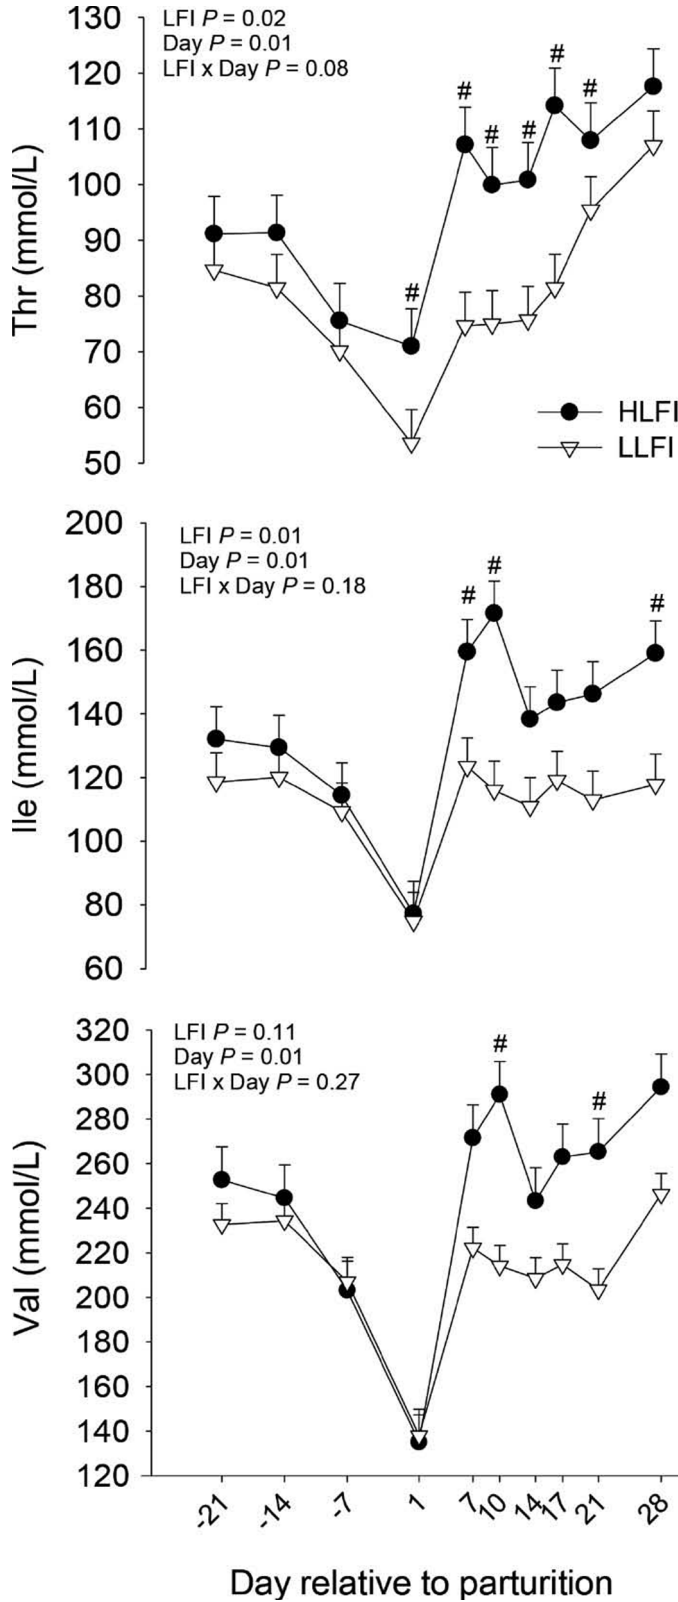 130
120
110
100
90
80
70
60
50
Thr (mmol/L)
LFI P = 0.02
Day P = 0.01
LFI x Day P = 0.08
#
#
#
#
#
#
HLFI
LLFI
200
180
160
140
120
100
80
60
Ile (mmol/L)
LFI P = 0.01
Day P = 0.01
LFI x Day P = 0.18
#
#
#
320
300
280
260
240
220
200
180
160
140
120
Val (mmol/L)
LFI P = 0.11
Day P = 0.01
LFI x Day P = 0.27
#
#
-21 -14 -7 1 7 10 14 17 21 28
Day relative to parturition